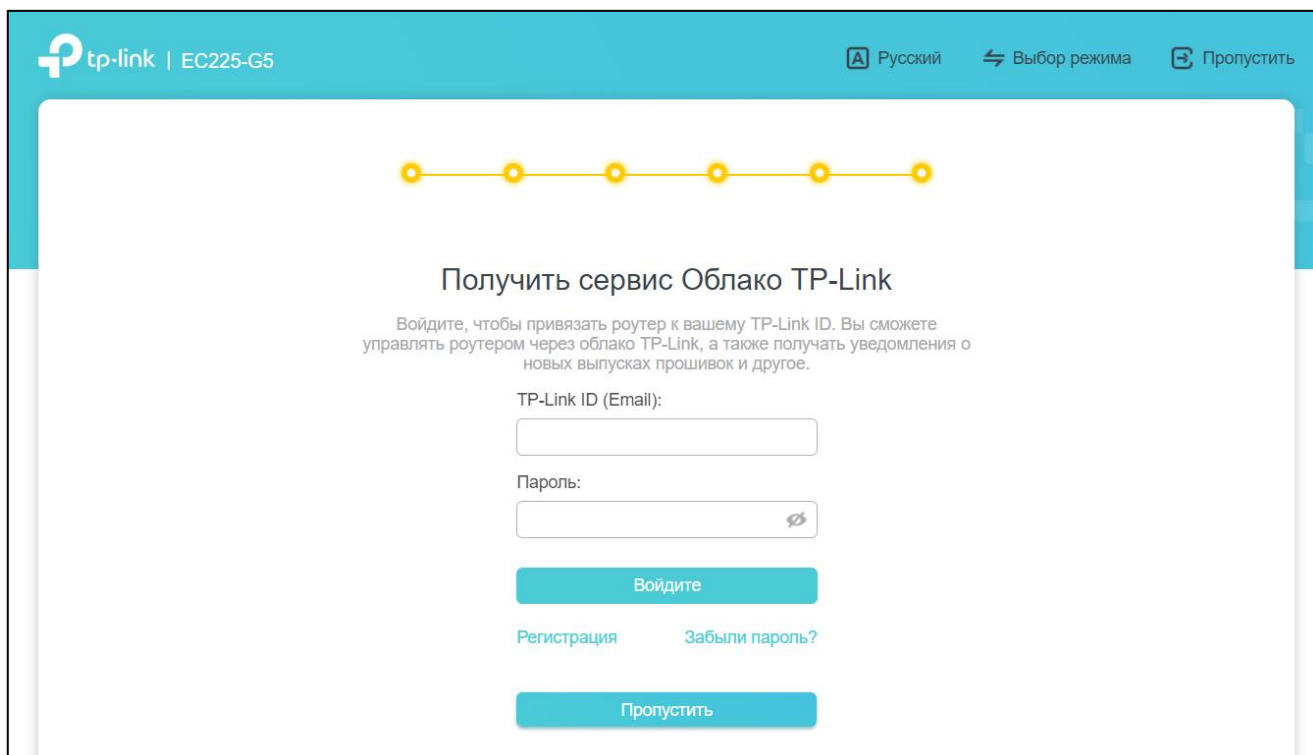 tp-link | EC225-G5
Русский
Выбор режима
Пропустить
Получить сервис Облако TP-Link
Войдите, чтобы привязать роутер к вашему TP-Link ID. Вы сможете
управлять роутером через облако TP-Link, а также получать уведомления о
новых выпусках прошивок и другое.
TP-Link ID (Email):
Пароль:
Войдите
Регистрация
Забыли пароль?
Пропустить